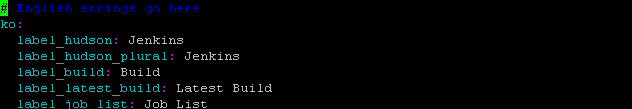 # English strings go here
ko:
  label_hudson: Jenkins
  label_hudson_plural: Jenkins
  label_build: Build
  label_latest_build: Latest Build
  label_job_list: Job List